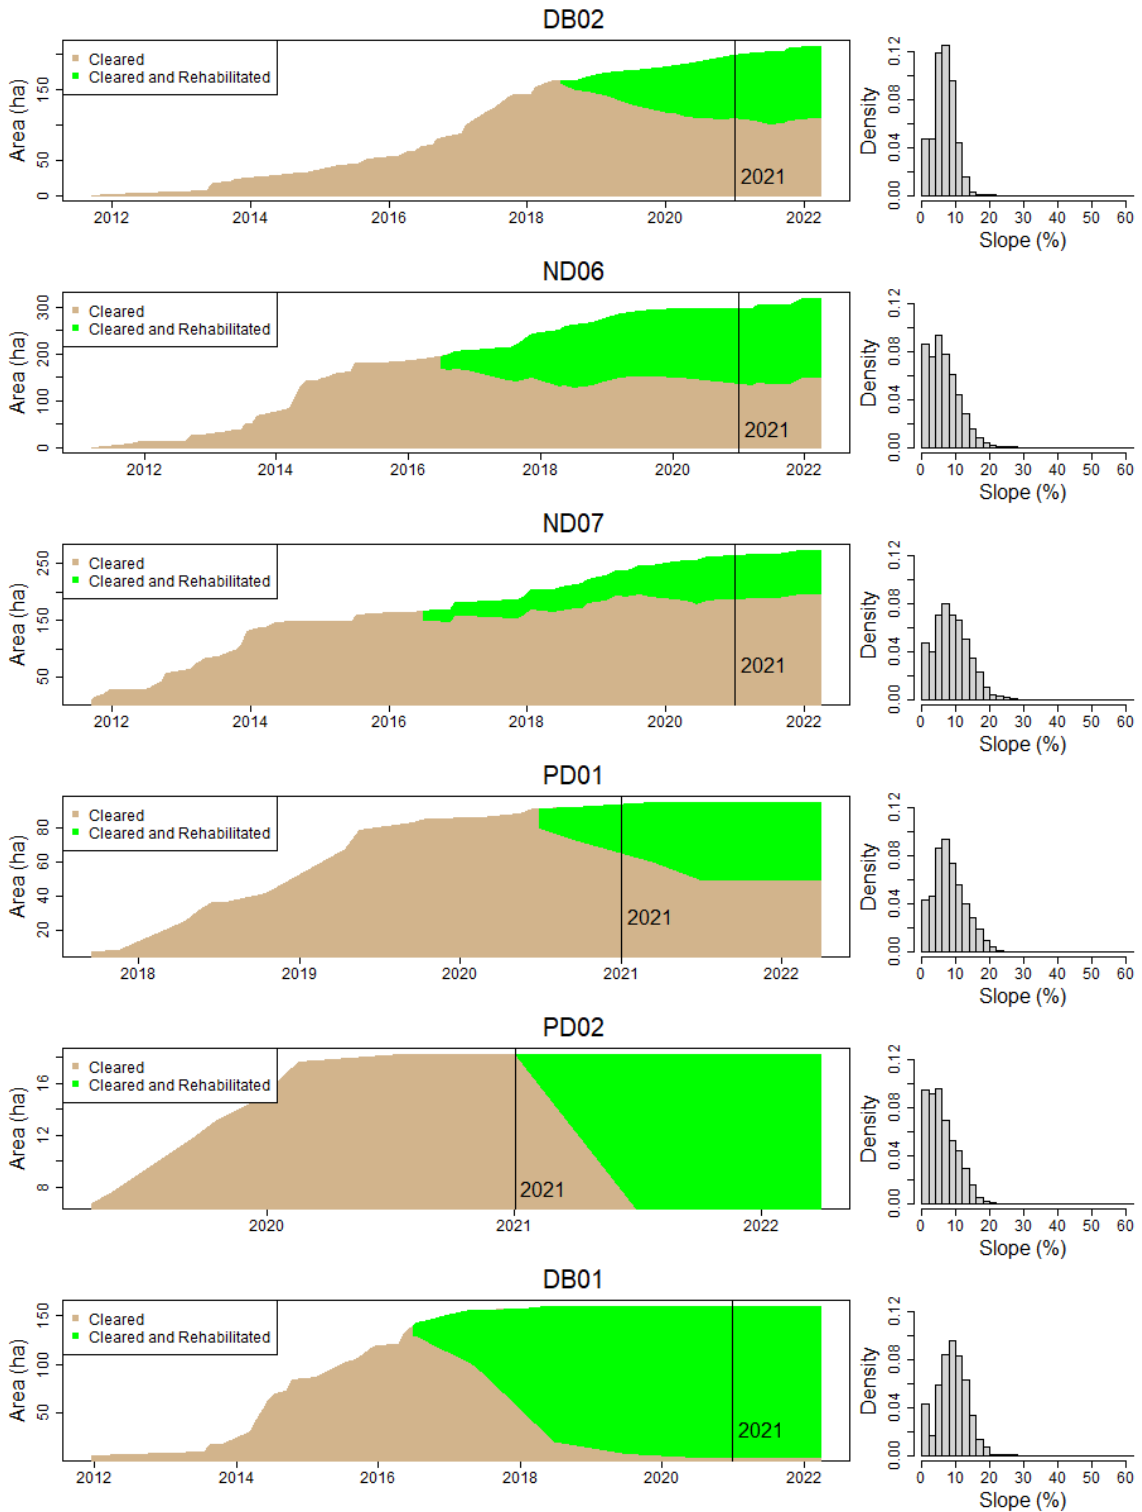 DB02
Cleared
Cleared and Rehabilitated
Area (ha)
0 50 150
2021
2012 2014 2016 2018 2020 2022
Density
0.00 0.04 0.08 0.12
0 10 20 30 40 50 60
Slope (%)
ND06
Cleared
Cleared and Rehabilitated
Area (ha)
0 100 200 300
2021
2012 2014 2016 2018 2020 2022
Density
0.00 0.04 0.08 0.12
0 10 20 30 40 50 60
Slope (%)
ND07
Cleared
Cleared and Rehabilitated
Area (ha)
50 150 250
2021
2012 2014 2016 2018 2020 2022
Density
0.00 0.04 0.08 0.12
0 10 20 30 40 50 60
Slope (%)
PD01
Cleared
Cleared and Rehabilitated
Area (ha)
20 40 60 80
2021
2018 2019 2020 2021 2022
Density
0.00 0.04 0.08 0.12
0 10 20 30 40 50 60
Slope (%)
PD02
Cleared
Cleared and Rehabilitated
Area (ha)
8 12 16
2021
2020 2021 2022
Density
0.00 0.04 0.08 0.12
0 10 20 30 40 50 60
Slope (%)
DB01
Cleared
Cleared and Rehabilitated
Area (ha)
50 100 150
2021
2012 2014 2016 2018 2020 2022
Density
0.00 0.04 0.08 0.12
0 10 20 30 40 50 60
Slope (%)